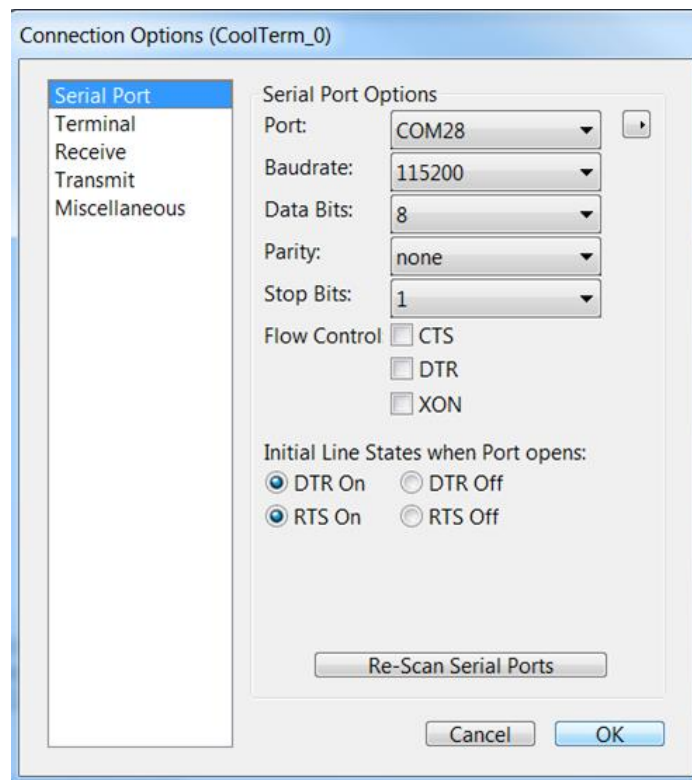 Connection Options (CoolTerm_0)
Serial Port
Terminal
Receive
Transmit
Miscellaneous
Serial Port Options
Port: COM28
Baudrate: 115200
Data Bits: 8
Parity: none
Stop Bits: 1
Flow Control CTS
DTR
XON
Initial Line States when Port opens:
DTR On DTR Off
RTS On RTS Off
Re-Scan Serial Ports
Cancel OK